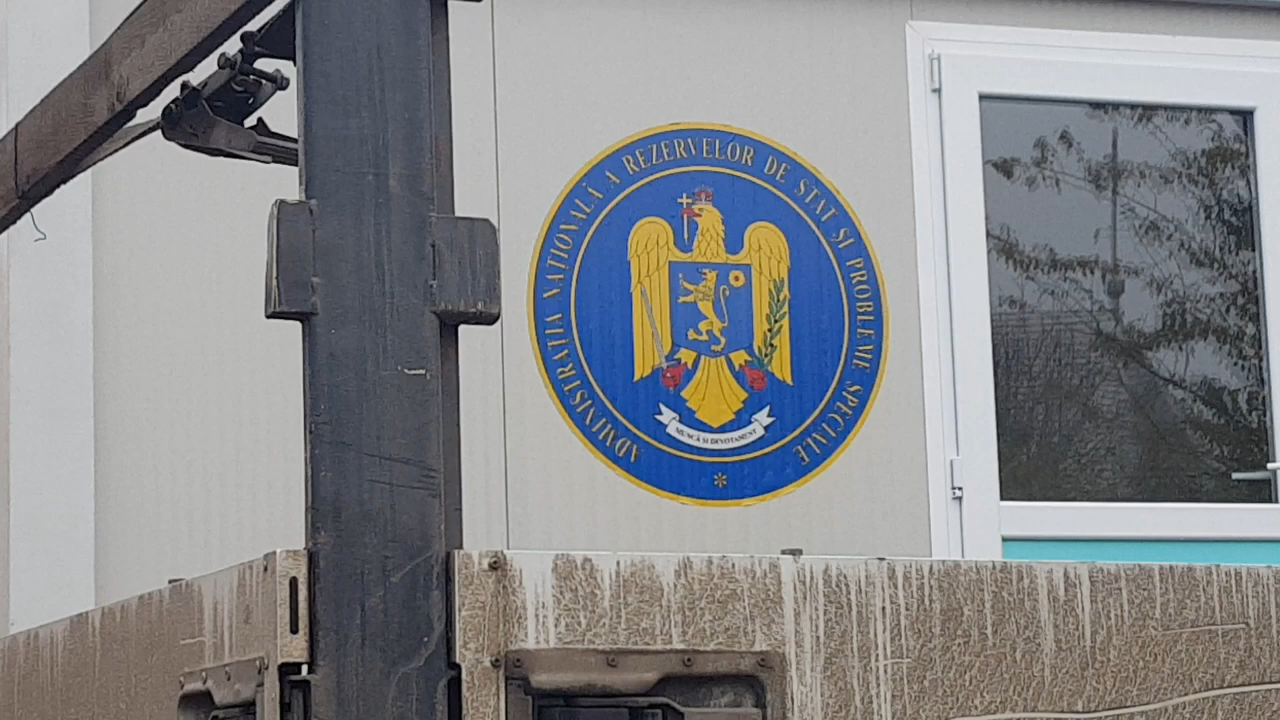 ADMINISTRAȚIA NAȚIONALĂ A REZERVELOR DE STAT ȘI PROBLEME SPECIALE
MUNCĂ ȘI DEVOTAMENT